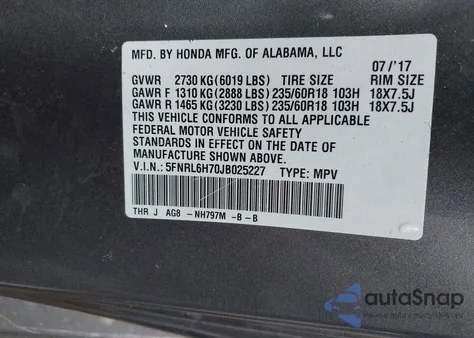 MFD. BY HONDA MFG. OF ALABAMA, LLC
07/'17
GVWR 2730 KG (6019 LBS) TIRE SIZE RIM SIZE
GAWR F 1310 KG (2888 LBS) 235/60R18 103H 18X7.5J
GAWR R 1465 KG (3230 LBS) 235/60R18 103H 18X7.5J
THIS VEHICLE CONFORMS TO ALL APPLICABLE
FEDERAL MOTOR VEHICLE SAFETY
STANDARDS IN EFFECT ON THE DATE OF
MANUFACTURE SHOWN ABOVE.
V.I.N.: 5FNRL6H70JB025227 TYPE: MPV
THR J AG8 -NH797M -B -B
autoSnap